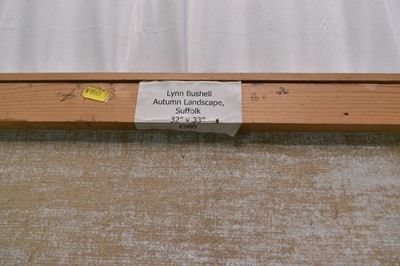 Lynn Bushell
Autumn Landscape,
Suffolk
32" x 33"